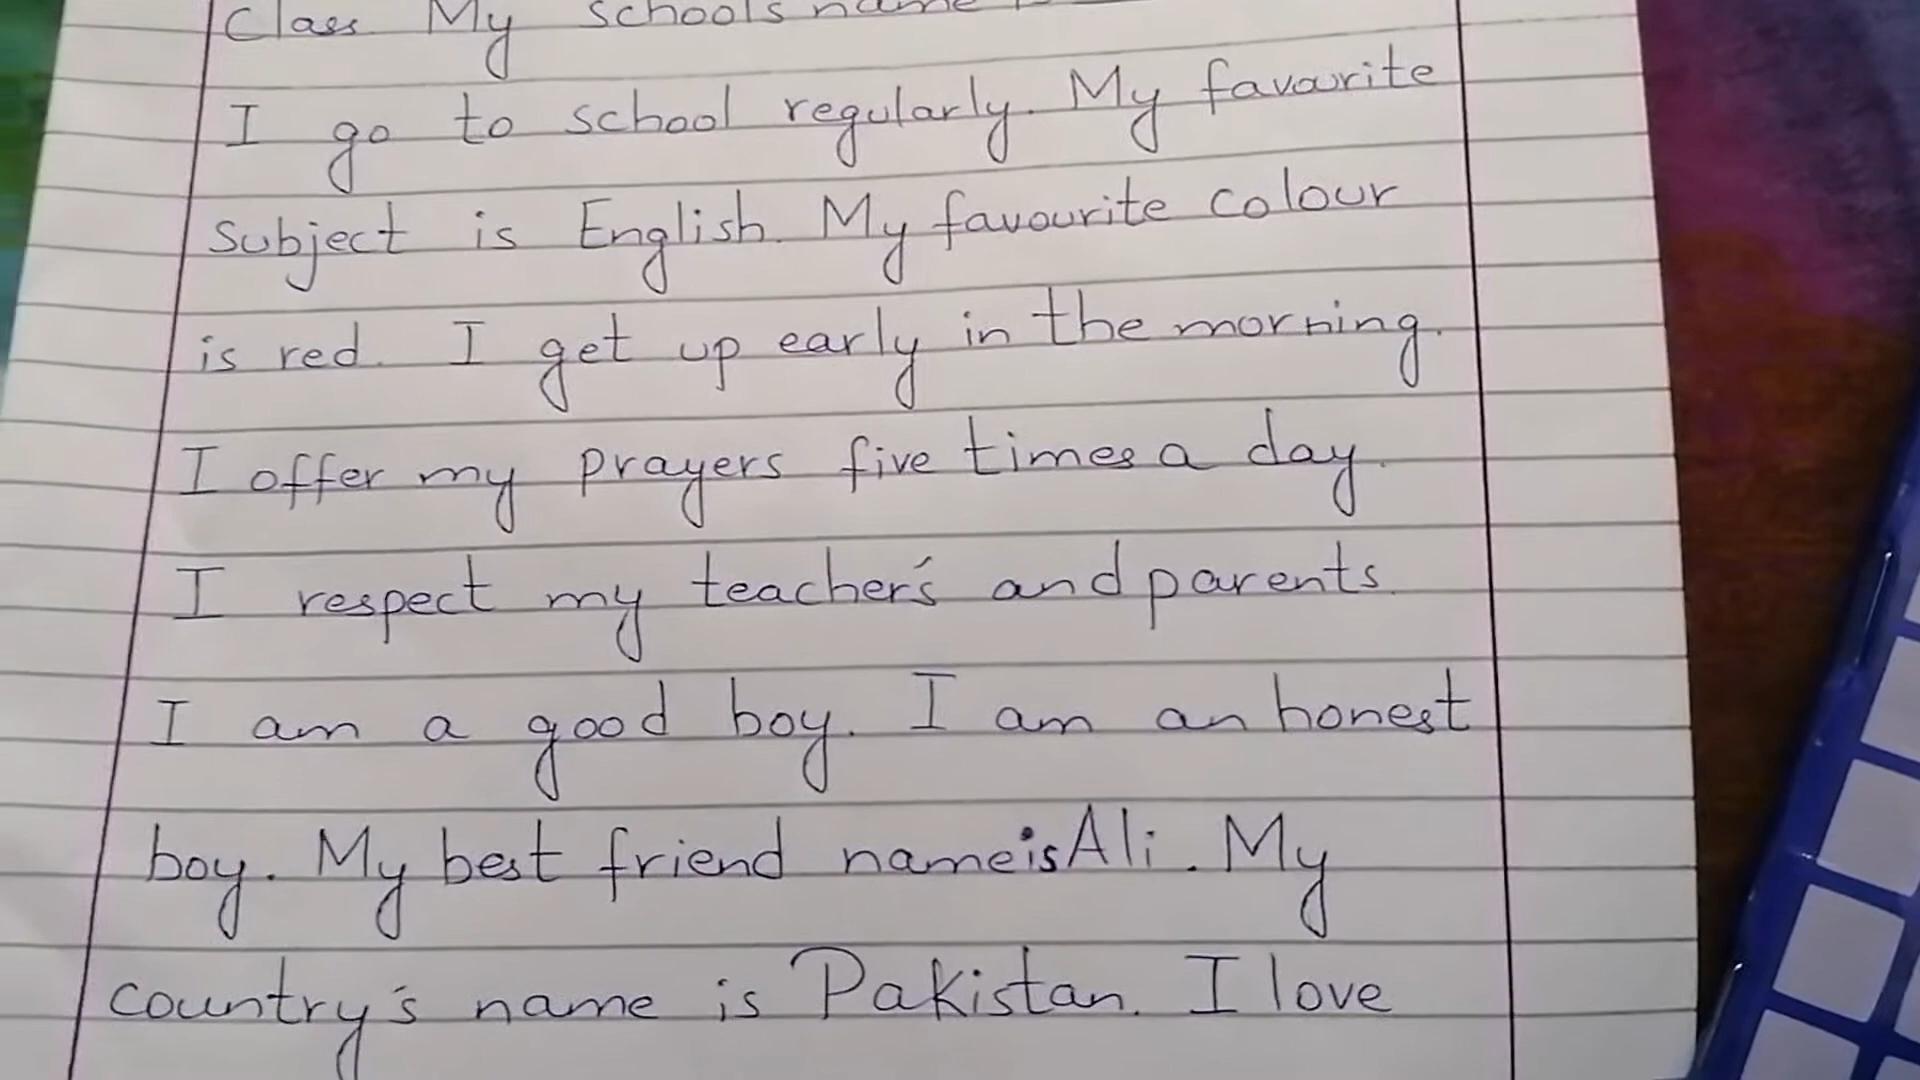 Class My schools name
I go to school regularly. My favourite
subject is English. My favourite colour
is red. I get up early in the morning.
I offer my prayers five times a day.
I respect my teacher's and parents.
I am a good boy. I am an honest
boy. My best friend name is Ali. My
country's name is Pakistan. I love